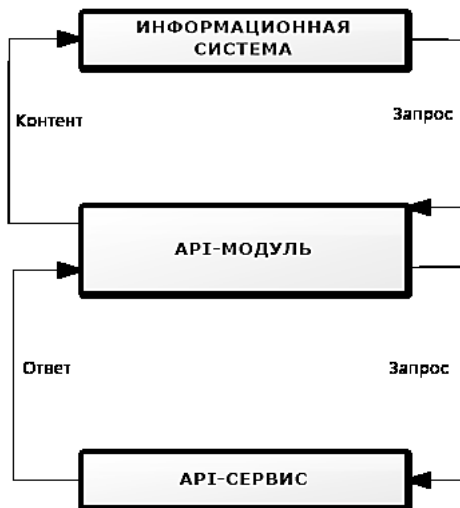 ИНФОРМАЦИОННАЯ
СИСТЕМА
Контент
Запрос
API-МОДУЛЬ
Ответ
Запрос
API-СЕРВИС